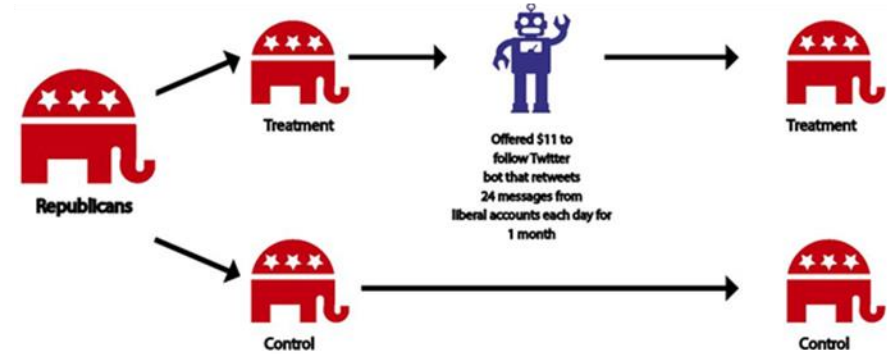 Republicans
Treatment
Offered $11 to
follow Twitter
bot that retweets
24 messages from
liberal accounts each day for
1 month
Treatment
Control
Control